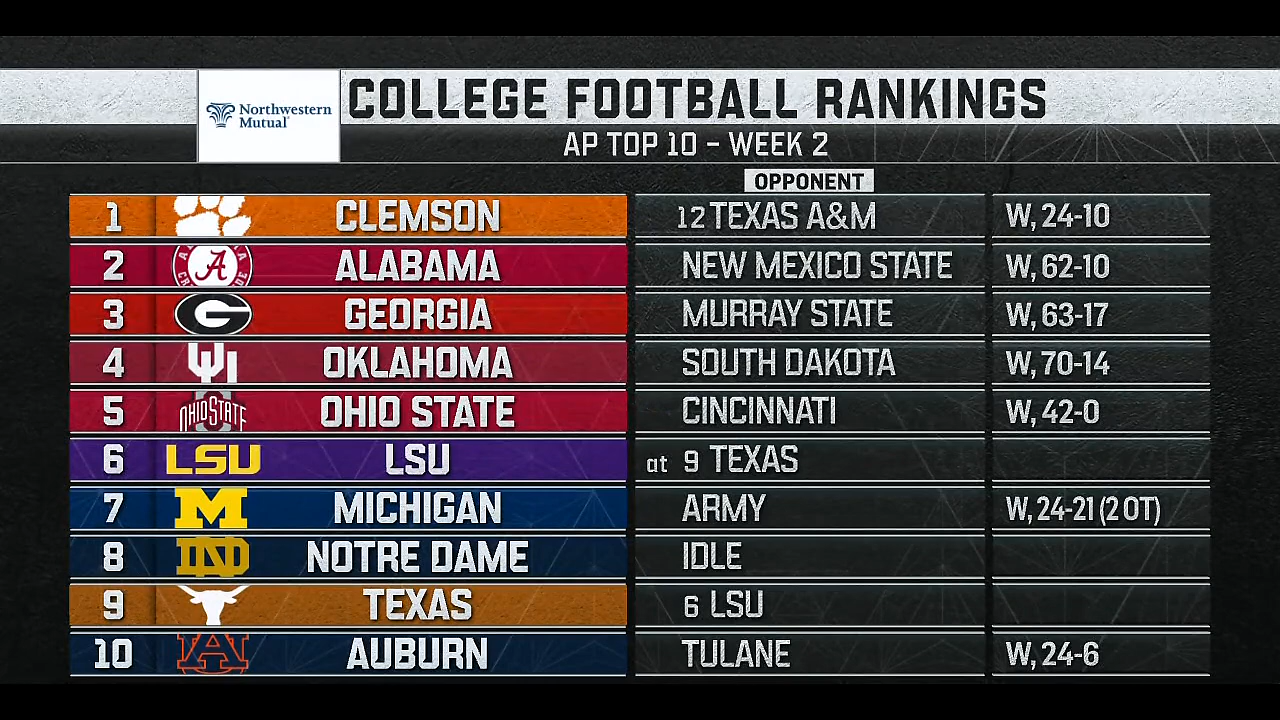 Northwestern
Mutual
COLLEGE FOOTBALL RANKINGS
AP TOP 10 - WEEK 2
OPPONENT
1 CLEMSON 12 TEXAS A&M W, 24-10
2 A ALABAMA NEW MEXICO STATE W, 62-10
3 G GEORGIA MURRAY STATE W, 63-17
4 OU OKLAHOMA SOUTH DAKOTA W, 70-14
5 OHIO STATE OHIO STATE CINCINNATI W, 42-0
6 LSU LSU at 9 TEXAS
7 M MICHIGAN ARMY W, 24-21 (2 OT)
8 ND NOTRE DAME IDLE
9 TEXAS 6 LSU
10 AU AUBURN TULANE W, 24-6